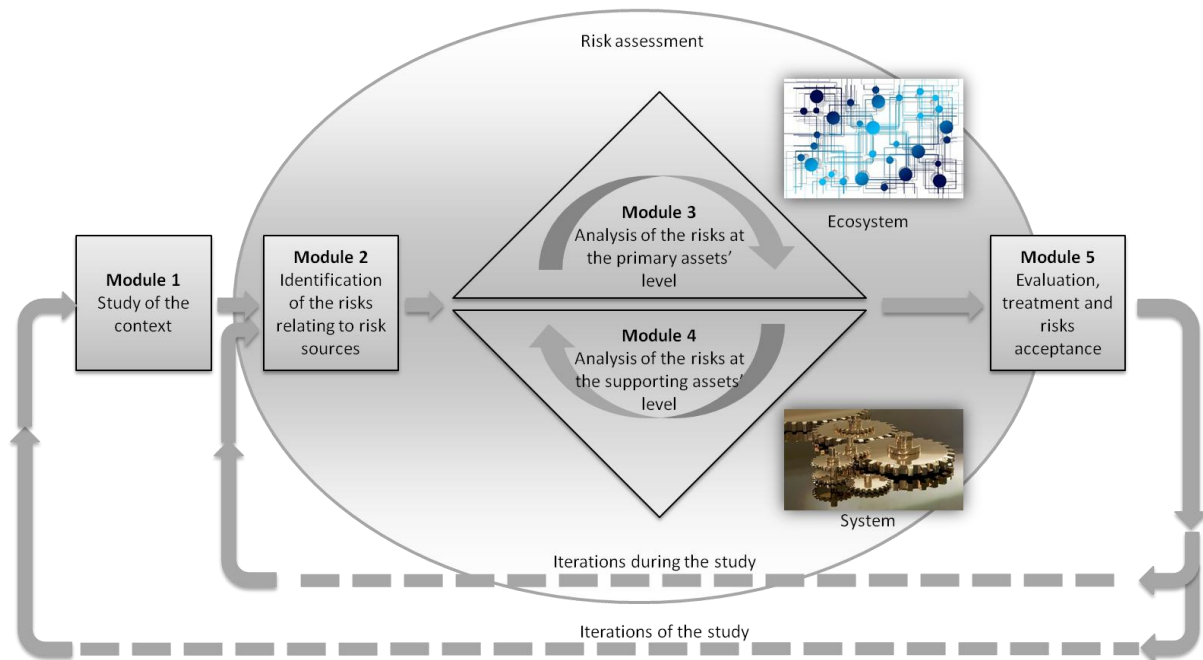 Risk assessment
Ecosystem
Module 1
Study of the
context
Module 2
Identification
of the risks
relating to risk
sources
Module 3
Analysis of the risks at
the primary assets’
level
Module 4
Analysis of the risks at
the supporting assets’
level
Module 5
Evaluation,
treatment and
risks
acceptance
System
Iterations during the study
Iterations of the study